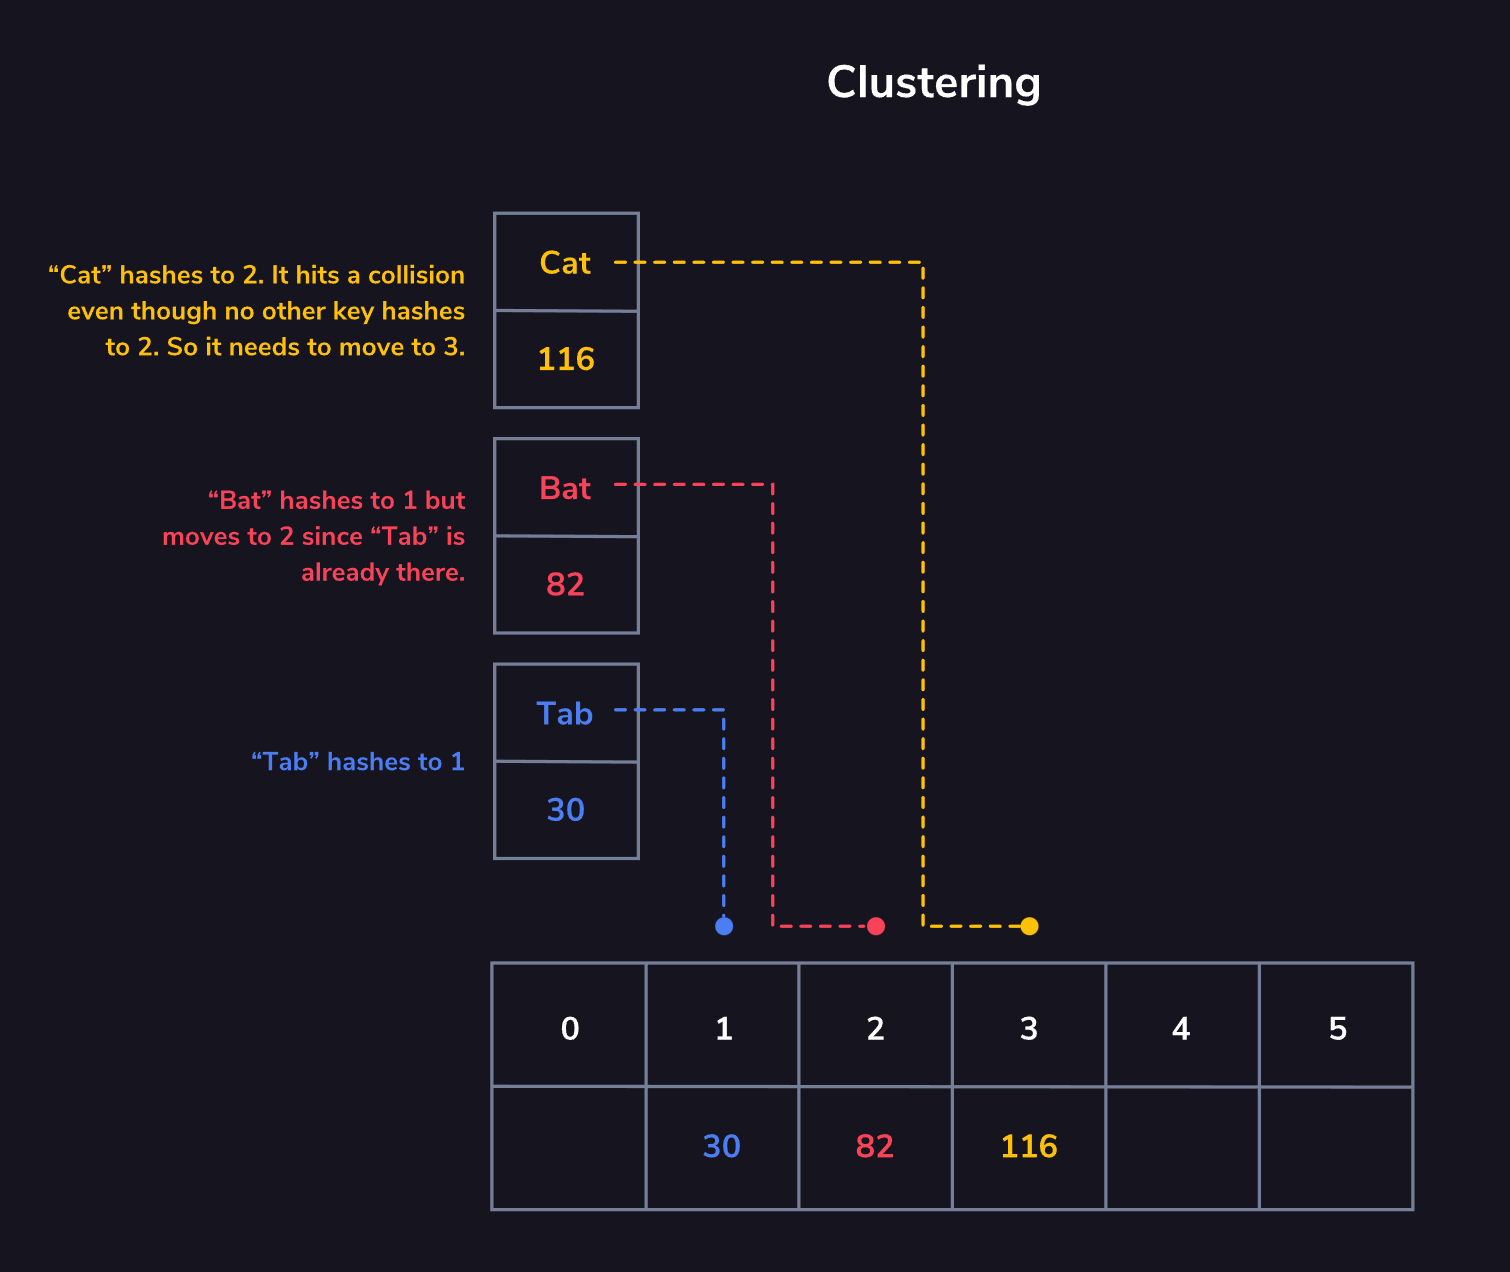 Clustering
“Cat” hashes to 2. It hits a collision
even though no other key hashes
to 2. So it needs to move to 3.
Cat
116
“Bat” hashes to 1 but
moves to 2 since “Tab” is
already there.
Bat
82
“Tab” hashes to 1
Tab
30
0 1 2 3 4 5
30 82 116